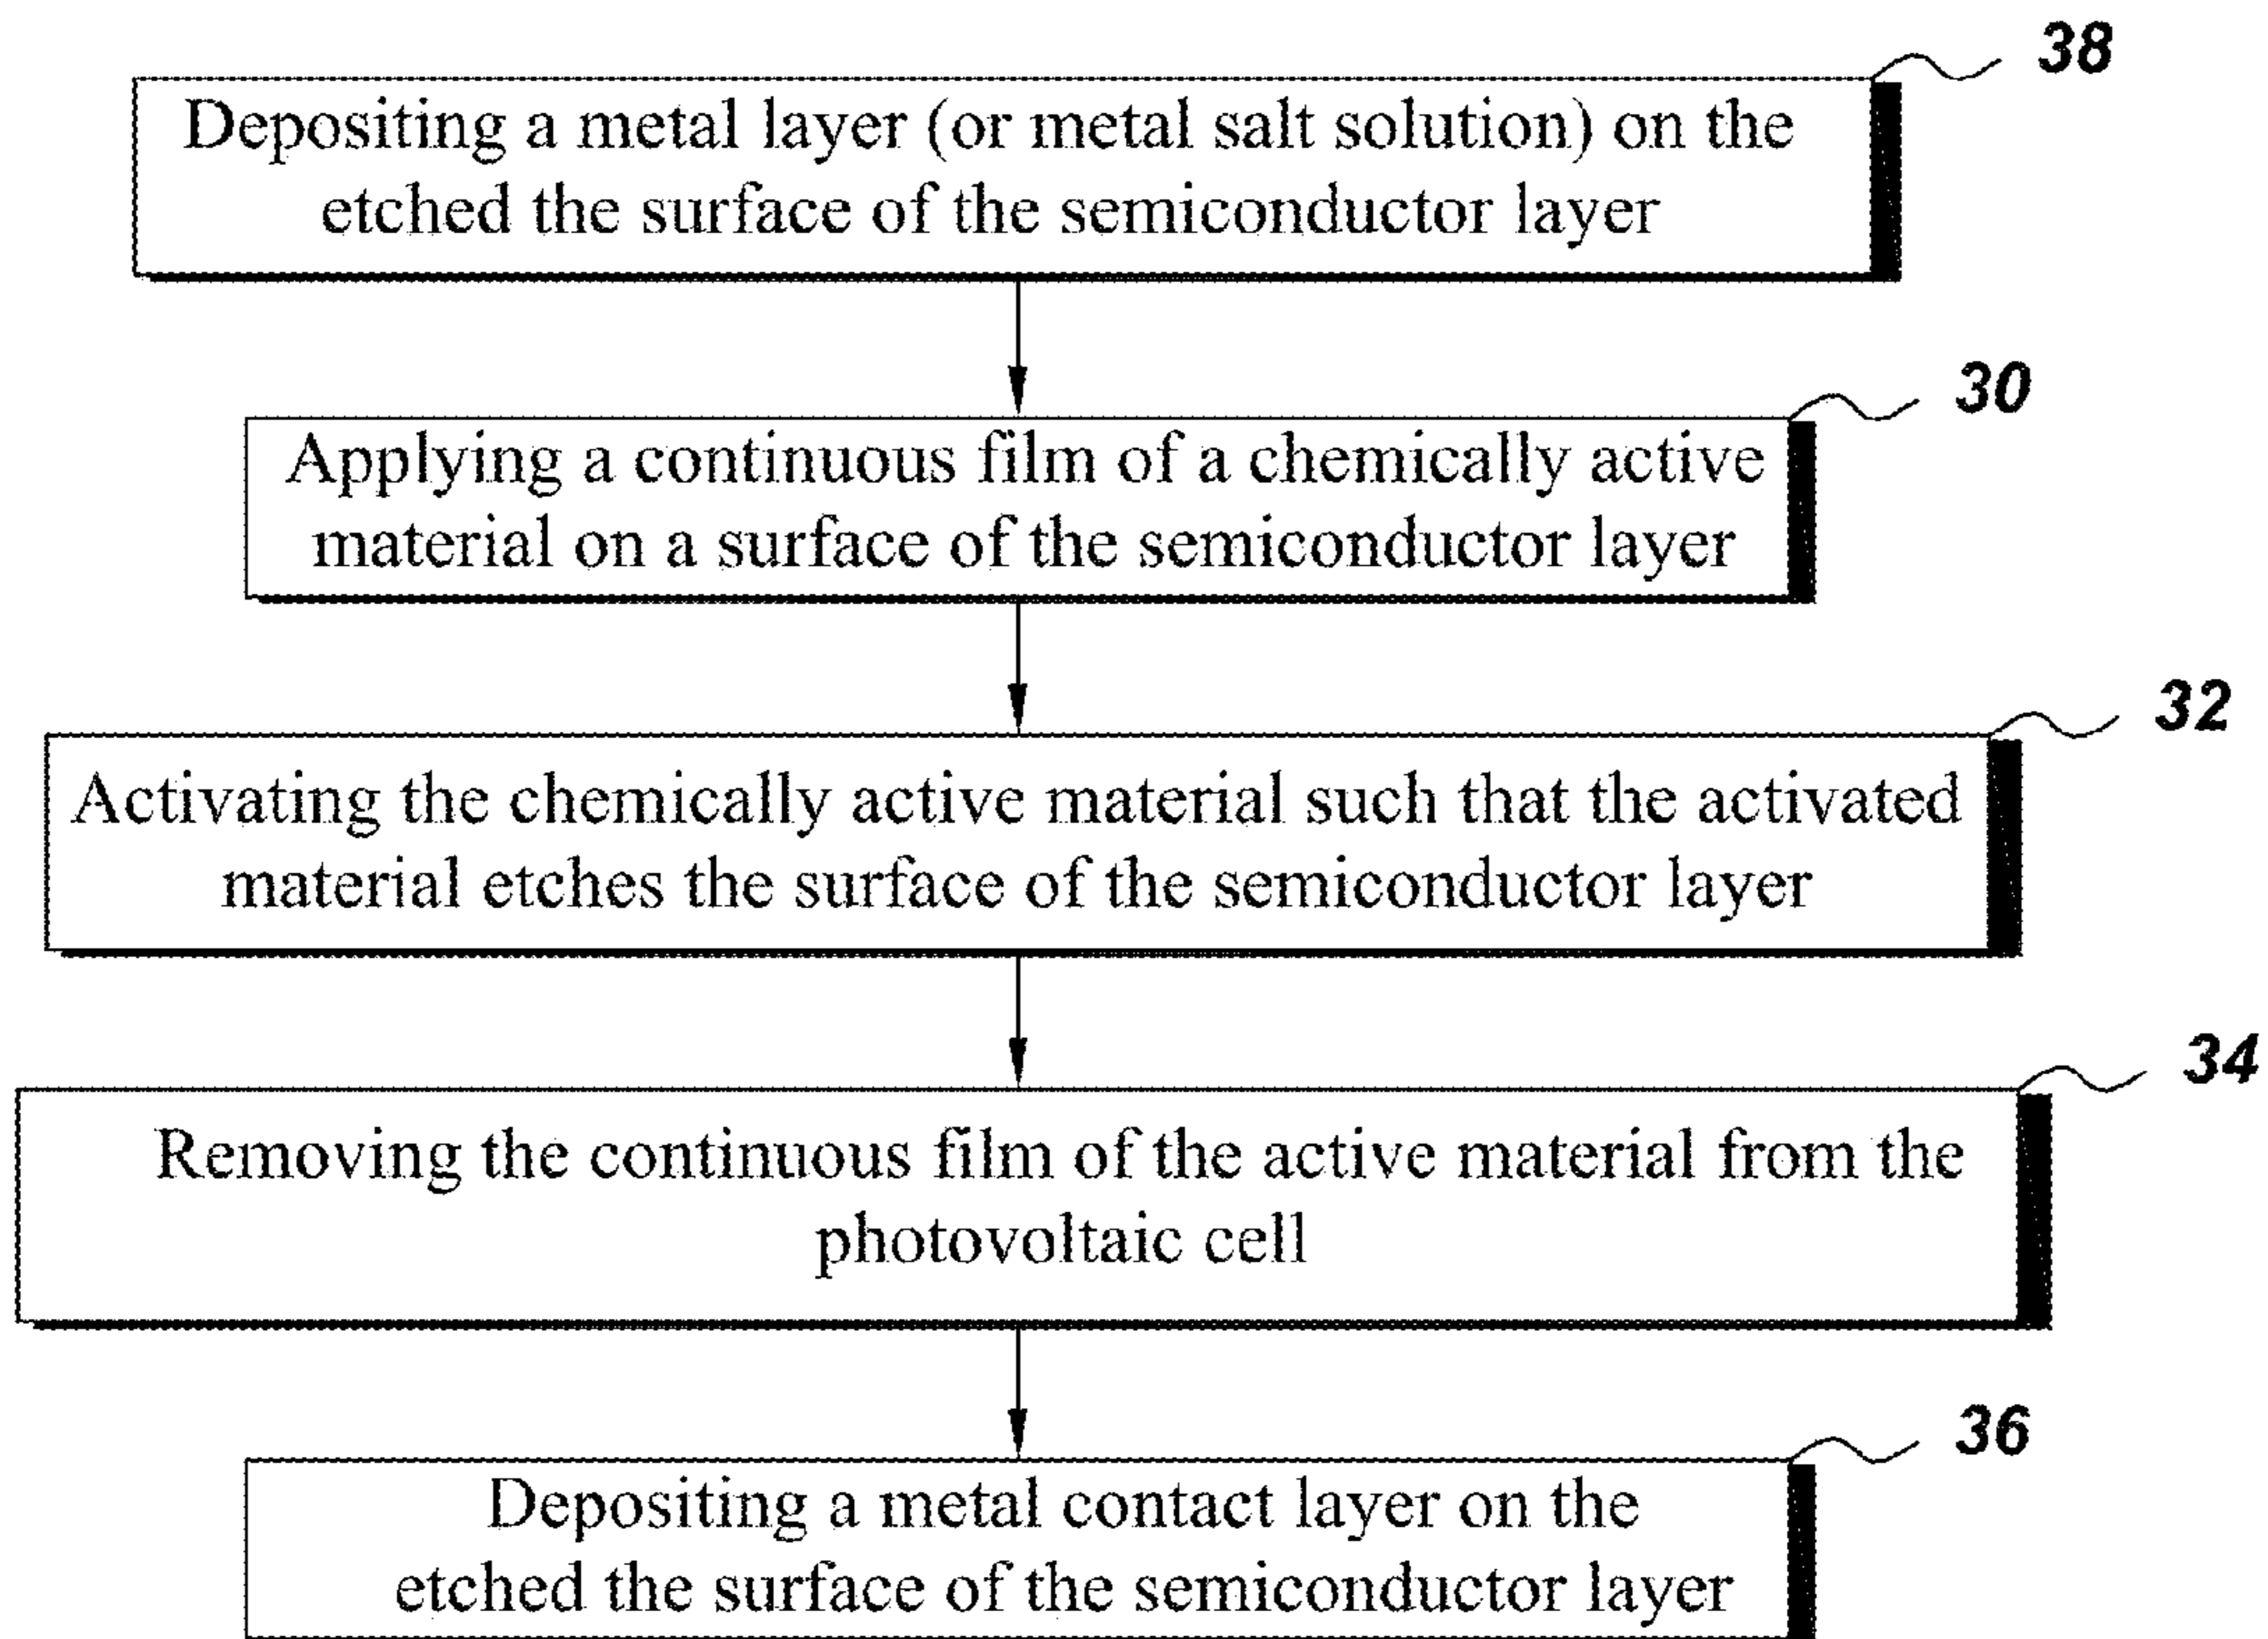 38
Depositing a metal layer (or metal salt solution) on the
etched the surface of the semiconductor layer
30
Applying a continuous film of a chemically active
material on a surface of the semiconductor layer
32
Activating the chemically active material such that the activated
material etches the surface of the semiconductor layer
34
Removing the continuous film of the active material from the
photovoltaic cell
36
Depositing a metal contact layer on the
etched the surface of the semiconductor layer